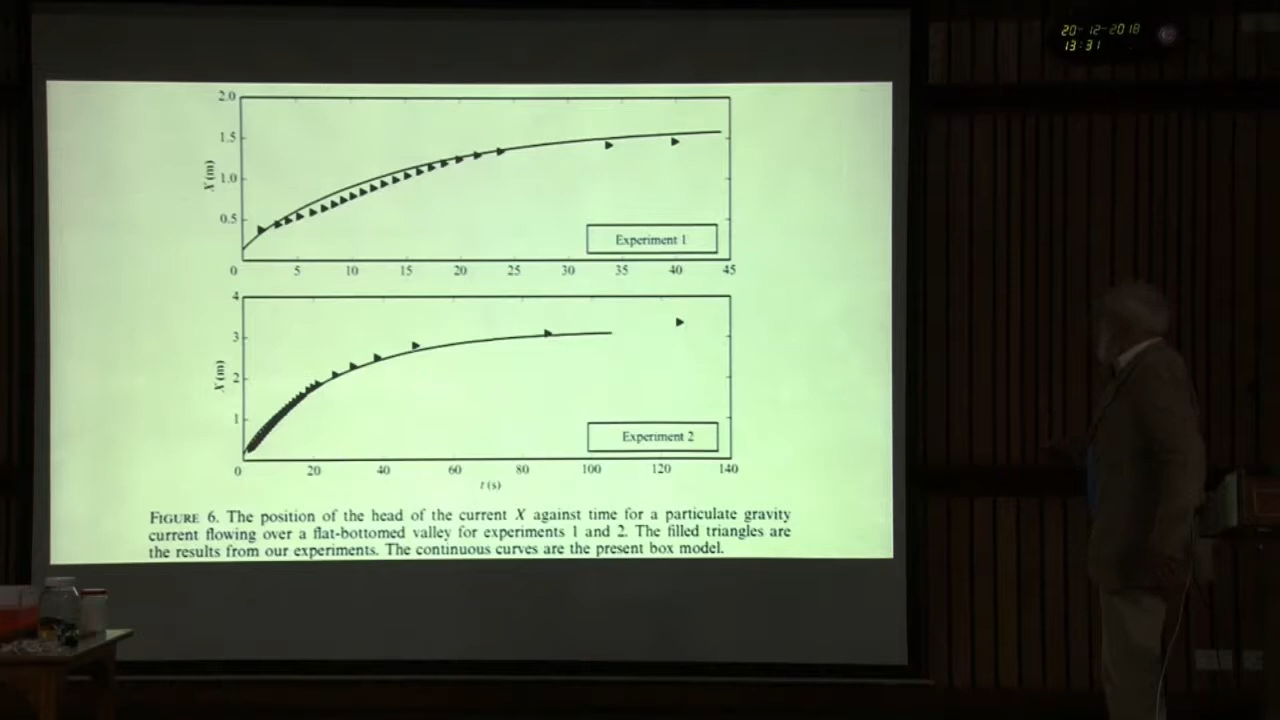 20-12-2018
13:31
2.0
1.5
1.0
0.5
X (m)
Experiment 1
0 5 10 15 20 25 30 35 40 45
4
3
2
1
X (m)
Experiment 2
0 20 40 60 80 100 120 140
t (s)
FIGURE 6. The position of the head of the current X against time for a particulate gravity
current flowing over a flat-bottomed valley for experiments 1 and 2. The filled triangles are
the results from our experiments. The continuous curves are the present box model.